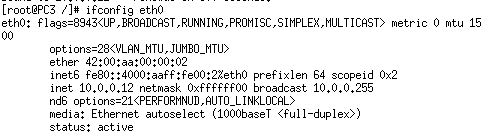 [root@PC3 /]# ifconfig eth0
eth0: flags=8943<UP,BROADCAST,RUNNING,PROMISC,SIMPLEX,MULTICAST> metric 0 mtu 15
00
options=28<VLAN_MTU,JUMBO_MTU>
ether 42:00:aa:00:00:02
inet6 fe80::4000:aaff:fe00:2%eth0 prefixlen 64 scopeid 0x2
inet 10.0.0.12 netmask 0xffffff00 broadcast 10.0.0.255
nd6 options=21<PERFORMNUD,AUTO_LINKLOCAL>
media: Ethernet autoselect (1000baseT <full-duplex>)
status: active